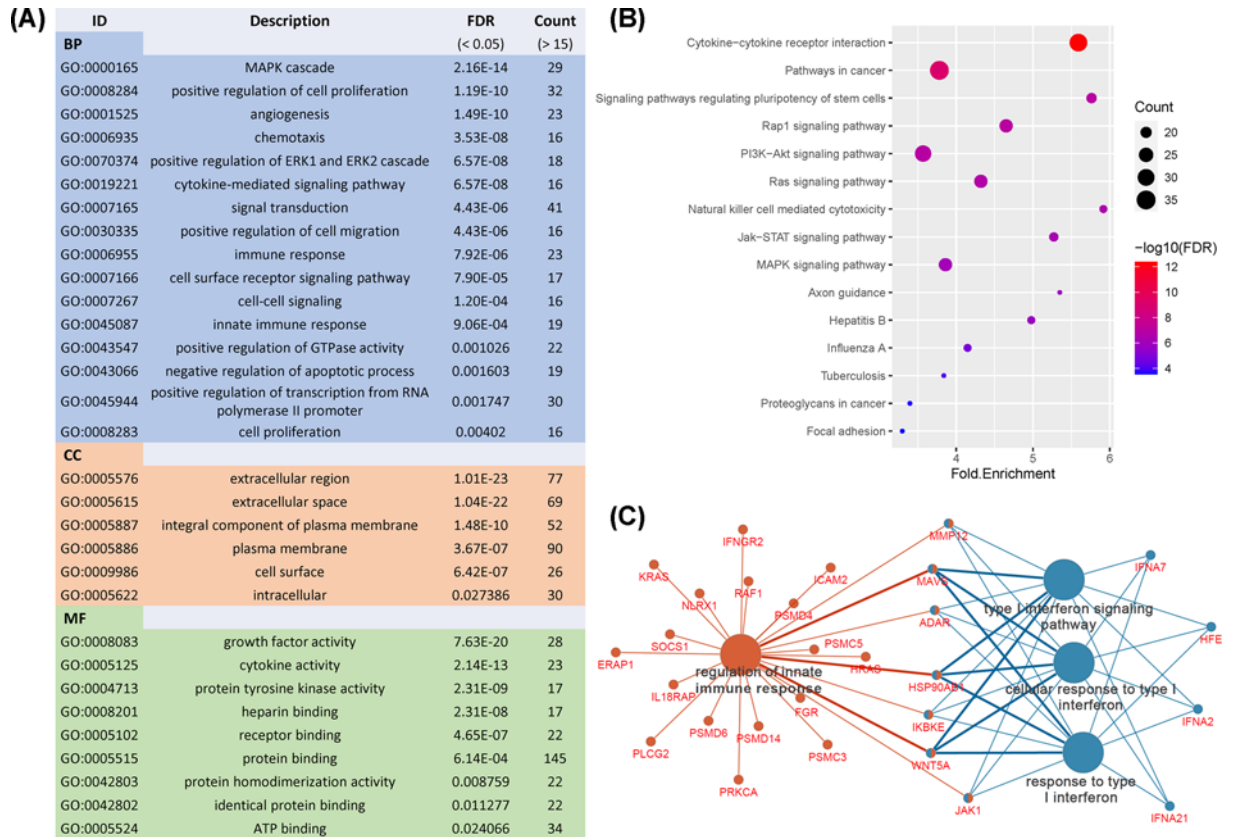 (A)
ID Description FDR Count
BP (< 0.05) (> 15)
GO:0000165 MAPK cascade 2.16E-14 29
GO:0008284 positive regulation of cell proliferation 1.19E-10 32
GO:0001525 angiogenesis 1.49E-10 23
GO:0006935 chemotaxis 3.53E-08 16
GO:0070374 positive regulation of ERK1 and ERK2 cascade 6.57E-08 18
GO:0019221 cytokine-mediated signaling pathway 6.57E-08 16
GO:0007165 signal transduction 4.43E-06 41
GO:0030335 positive regulation of cell migration 4.43E-06 16
GO:0006955 immune response 7.92E-06 23
GO:0007166 cell surface receptor signaling pathway 7.90E-05 17
GO:0007267 cell-cell signaling 1.20E-04 16
GO:0045087 innate immune response 9.06E-04 19
GO:0043547 positive regulation of GTPase activity 0.001026 22
GO:0043066 negative regulation of apoptotic process 0.001603 19
GO:0045944 positive regulation of transcription from RNA
polymerase II promoter 0.001747 30
GO:0008283 cell proliferation 0.00402 16
CC
GO:0005576 extracellular region 1.01E-23 77
GO:0005615 extracellular space 1.04E-22 69
GO:0005887 integral component of plasma membrane 1.48E-10 52
GO:0005886 plasma membrane 3.67E-07 90
GO:0009986 cell surface 6.42E-07 26
GO:0005622 intracellular 0.027386 30
MF
GO:0008083 growth factor activity 7.63E-20 28
GO:0005125 cytokine activity 2.14E-13 23
GO:0004713 protein tyrosine kinase activity 2.31E-09 17
GO:0008201 heparin binding 2.31E-08 17
GO:0005102 receptor binding 4.65E-07 22
GO:0005515 protein binding 6.14E-04 145
GO:0042803 protein homodimerization activity 0.008759 22
GO:0042802 identical protein binding 0.011277 22
GO:0005524 ATP binding 0.024066 34
(B)
Cytokine−cytokine receptor interaction
Pathways in cancer
Signaling pathways regulating pluripotency of stem cells
Rap1 signaling pathway
PI3K−Akt signaling pathway
Ras signaling pathway
Natural killer cell mediated cytotoxicity
Jak−STAT signaling pathway
MAPK signaling pathway
Axon guidance
Hepatitis B
Influenza A
Tuberculosis
Proteoglycans in cancer
Focal adhesion
4 5 6
Fold.Enrichment
Count
20
25
30
35
−log10(FDR)
12
10
8
6
4
(C)
IFNGR2
MMP12
KRAS
ICAM2
MAVS
IFNA7
NLRX1
RAF1
PSMD4
type I interferon signaling
pathway
ADAR
SOCS1
PSMC5
HFE
ERAP1
HRAS
regulation of innate
immune response
HSP90AB1
cellular response to type I
interferon
IL18RAP
FGR
IKBKE
IFNA2
PSMD6
PSMD14
PLCG2
PSMC3
WNT5A
response to type
I interferon
PRKCA
JAK1
IFNA21